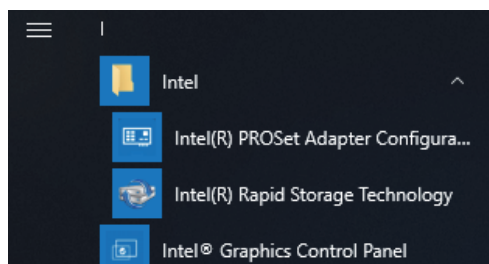 I
Intel
Intel(R) PROSet Adapter Configura...
Intel(R) Rapid Storage Technology
Intel® Graphics Control Panel